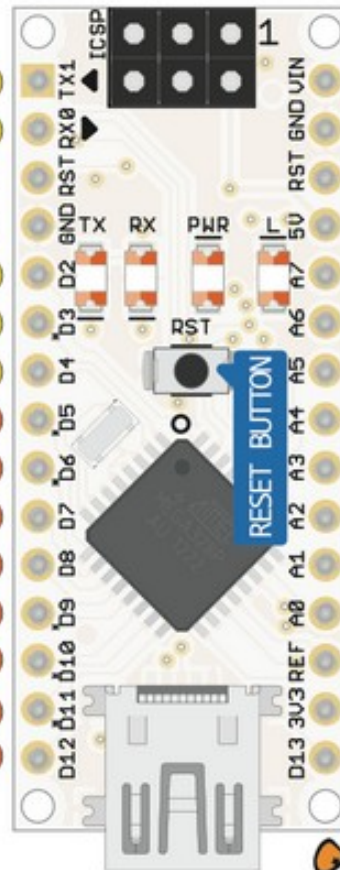 ICSP
1
TX1
RX0
RST
GND
D2
D3
D4
D5
D6
D7
D8
D9
D10
D11
D12
TX
RX
PWR
L
RST
RESET BUTTON
VIN
GND
RST
5V
A7
A6
A5
A4
A3
A2
A1
A0
REF
3V3
D13